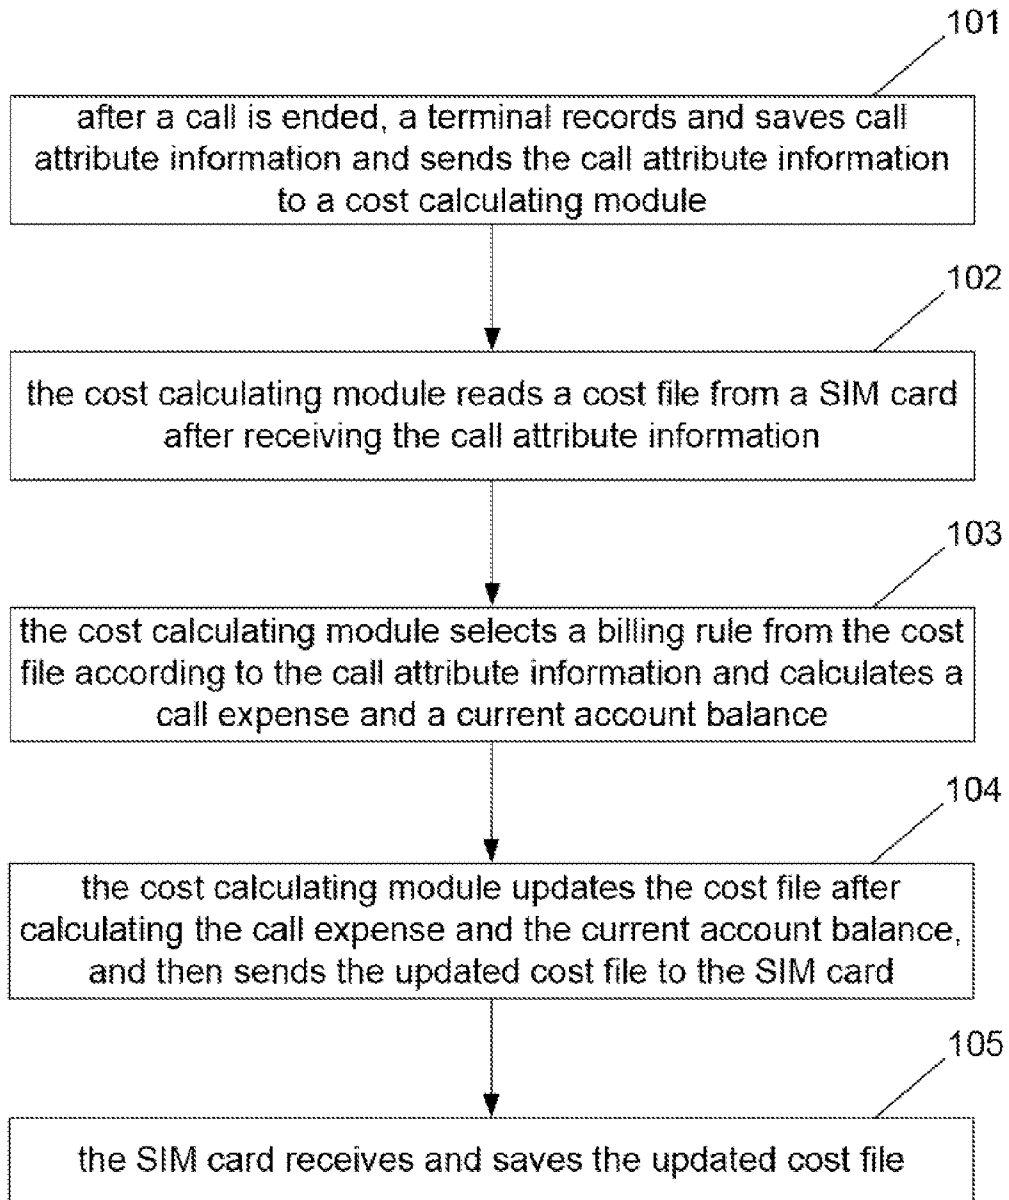 101
after a call is ended, a terminal records and saves call
attribute information and sends the call attribute information
to a cost calculating module
102
the cost calculating module reads a cost file from a SIM card
after receiving the call attribute information
103
the cost calculating module selects a billing rule from the cost
file according to the call attribute information and calculates a
call expense and a current account balance
104
the cost calculating module updates the cost file after
calculating the call expense and the current account balance,
and then sends the updated cost file to the SIM card
105
the SIM card receives and saves the updated cost file